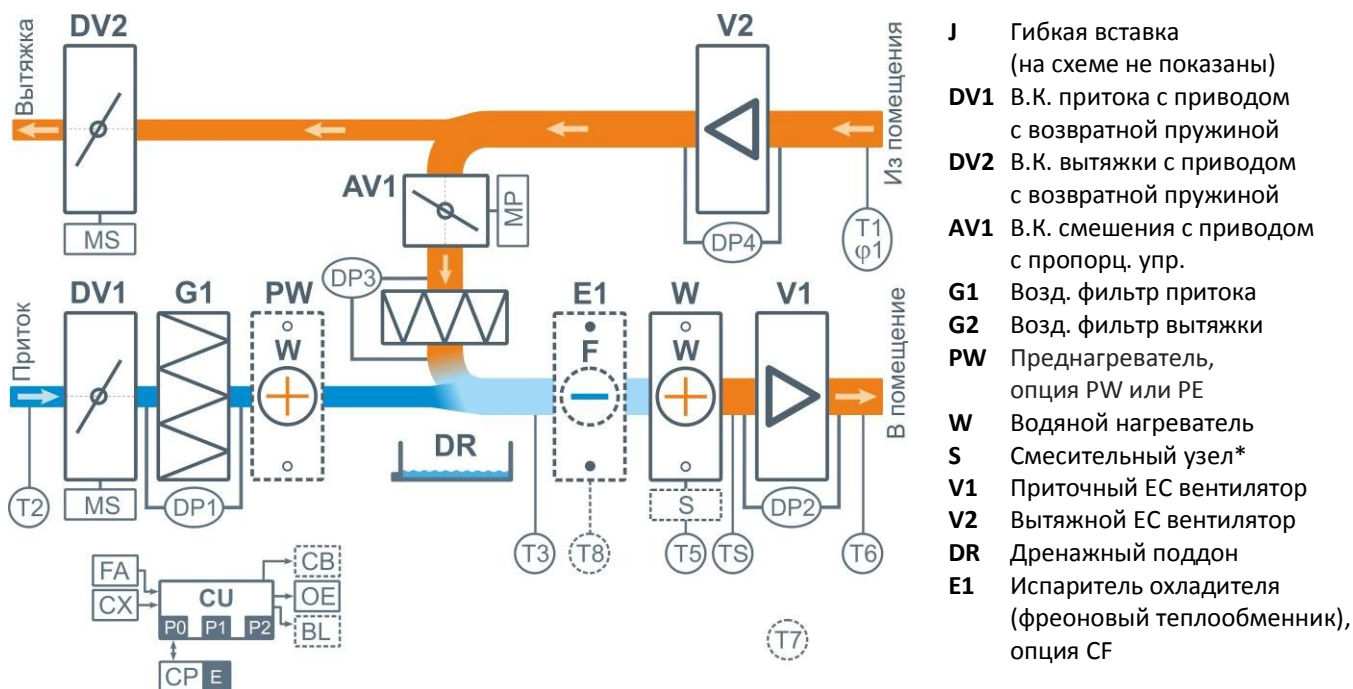 DV2
V2
Вытяжка
Из помещения
AV1
MP
MS
DP4
T1
φ1
DP3
DV1
G1
PW
E1
W
V1
Приток
W
F
W
В помещение
DR
S
T2
MS
DP1
T3
T8
T5
TS
DP2
T6
FA
CX
CU
P0 P1 P2
CB
OE
BL
CP E
T7
J Гибкая вставка
(на схеме не показаны)
DV1 В.К. притока с приводом
с возвратной пружиной
DV2 В.К. вытяжки с приводом
с возвратной пружиной
AV1 В.К. смешения с приводом
с пропорц. упр.
G1 Возд. фильтр притока
G2 Возд. фильтр вытяжки
PW Преднагреватель,
опция PW или PE
W Водяной нагреватель
S Смесительный узел*
V1 Приточный ЕС вентилятор
V2 Вытяжной ЕС вентилятор
DR Дренажный поддон
E1 Испаритель охладителя
(фреоновый теплообменник),
опция CF